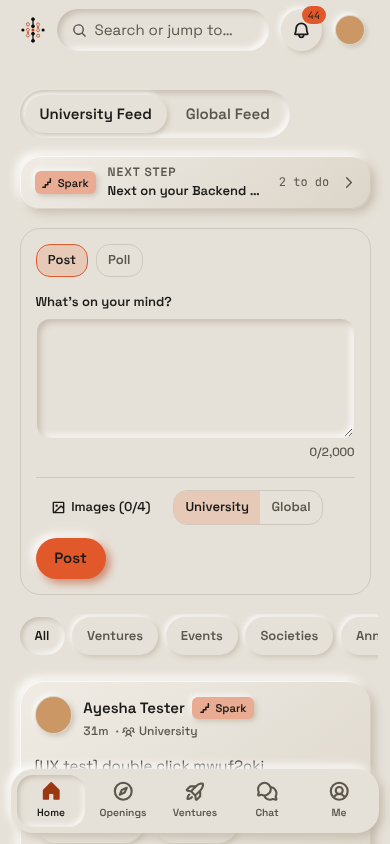 Search or jump to...
44
University Feed
Global Feed
Spark
NEXT STEP
Next on your Backend ...
2 to do
Post
Poll
What's on your mind?
0/2,000
Images (0/4)
University
Global
Post
All
Ventures
Events
Societies
Ann
Ayesha Tester
Spark
31m · University
[UX test] double click mwuf2oki
Home
Openings
Ventures
Chat
Me